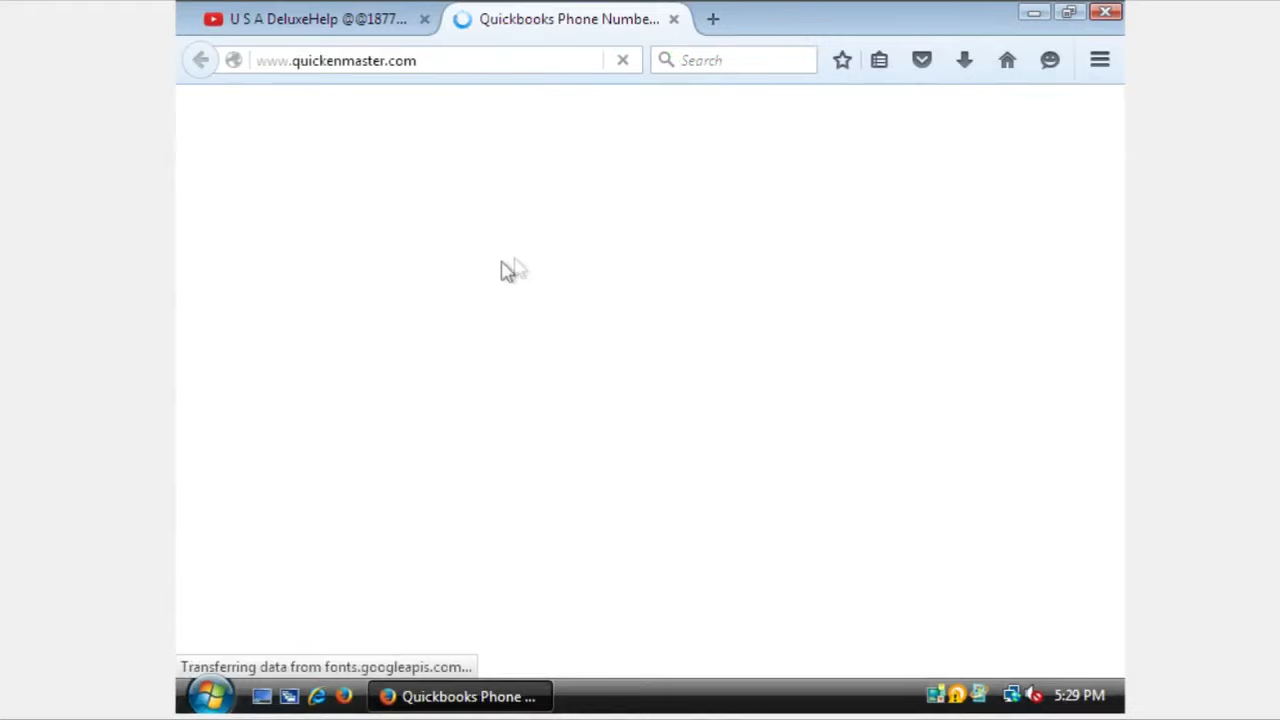 U S A DeluxeHelp @@1877...
Quickbooks Phone Numbe...
www.quickenmaster.com
Search
Transferring data from fonts.googleapis.com...
Quickbooks Phone ...
5:29 PM